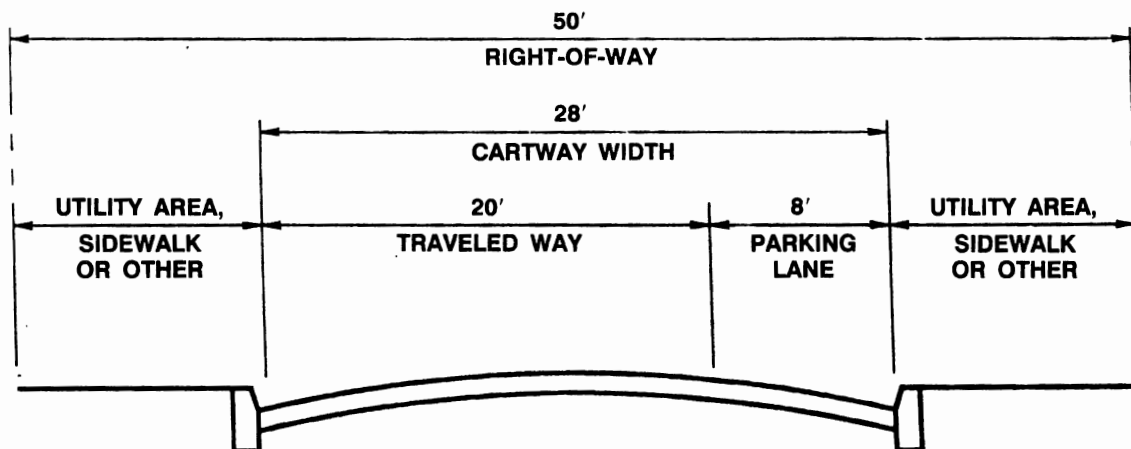 50′
RIGHT-OF-WAY
28′
CARTWAY WIDTH
UTILITY AREA,
SIDEWALK
OR OTHER
20′
TRAVELED WAY
8′
PARKING
LANE
UTILITY AREA,
SIDEWALK
OR OTHER